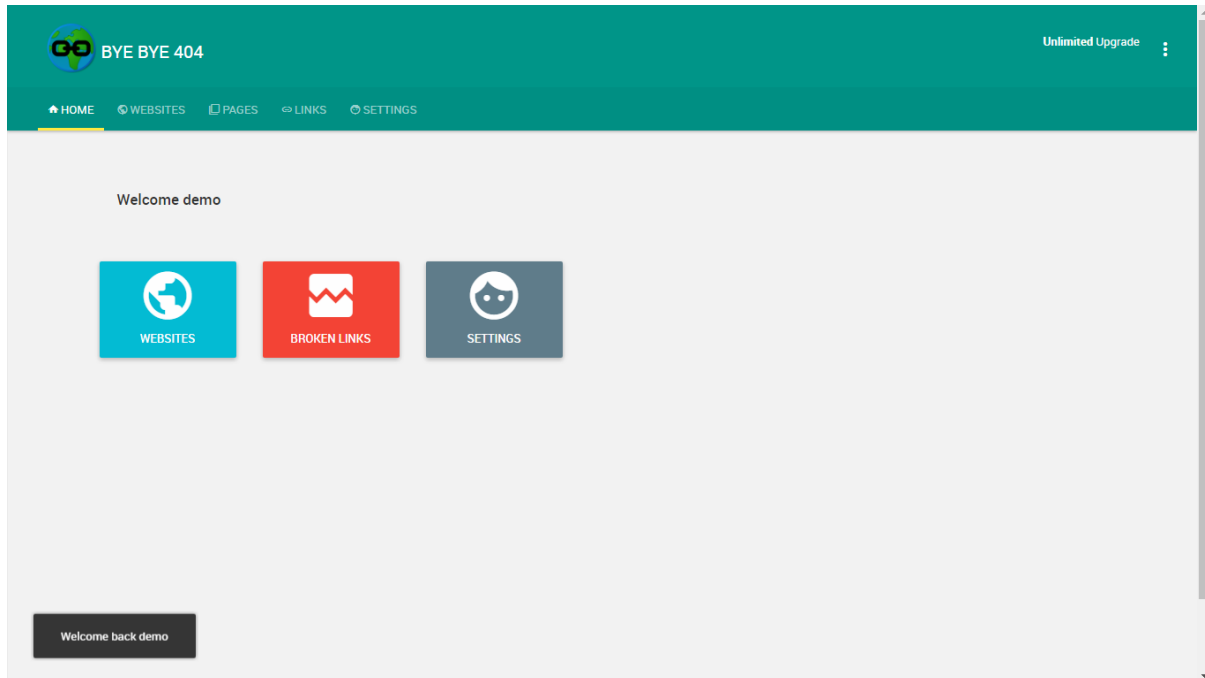 BYE BYE 404
Unlimited Upgrade
HOME WEBSITES PAGES LINKS SETTINGS
Welcome demo
WEBSITES BROKEN LINKS SETTINGS
Welcome back demo